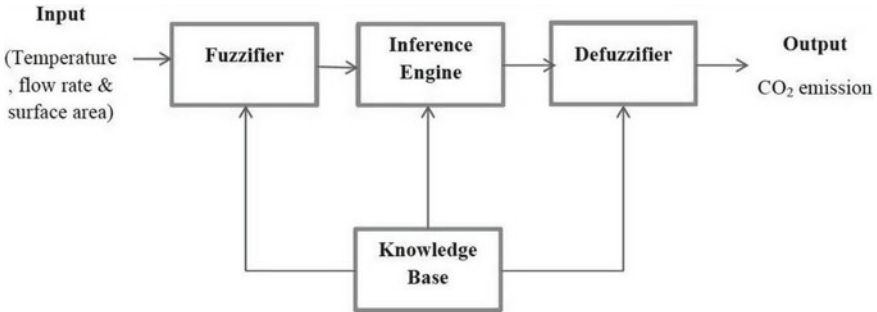 Input
(Temperature
, flow rate &
surface area)
Fuzzifier
Inference
Engine
Defuzzifier
Output
CO₂ emission
Knowledge
Base